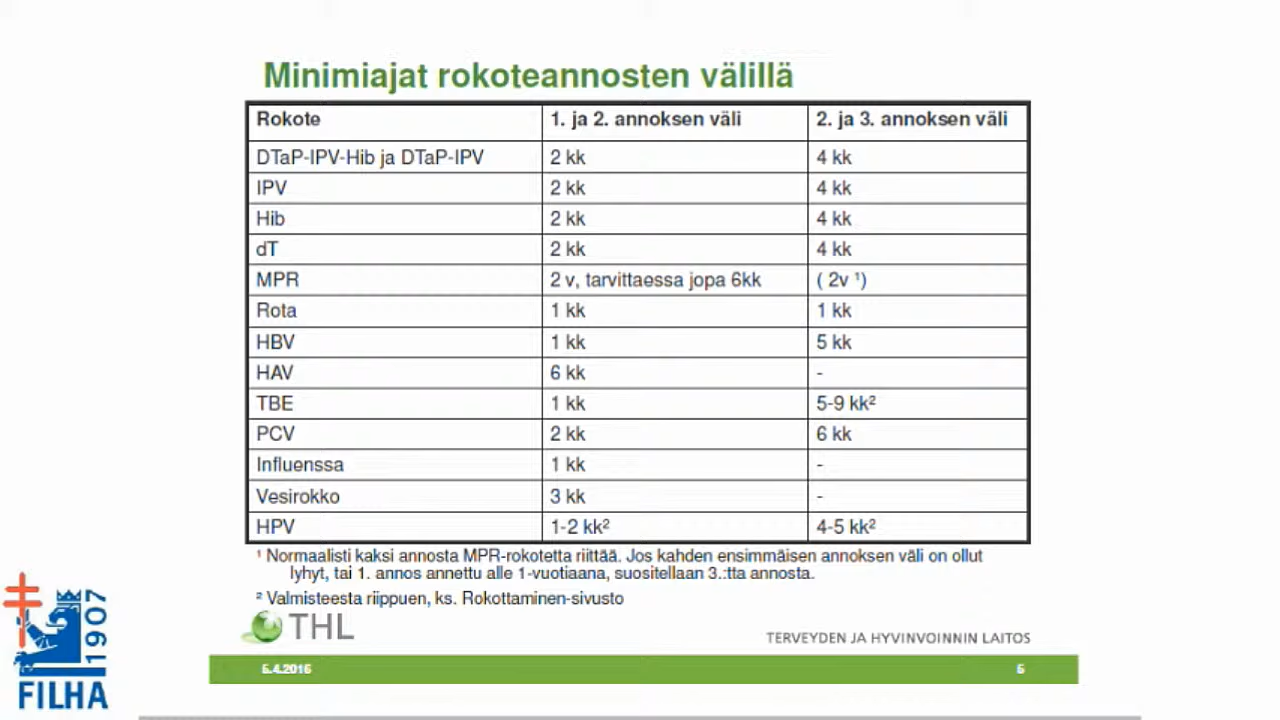 Minimiajat rokoteannosten välillä
Rokote 1. ja 2. annoksen väli 2. ja 3. annoksen väli
DTaP-IPV-Hib ja DTaP-IPV 2 kk 4 kk
IPV 2 kk 4 kk
Hib 2 kk 4 kk
dT 2 kk 4 kk
MPR 2 v, tarvittaessa jopa 6kk ( 2v ¹)
Rota 1 kk 1 kk
HBV 1 kk 5 kk
HAV 6 kk -
TBE 1 kk 5-9 kk²
PCV 2 kk 6 kk
Influenssa 1 kk -
Vesirokko 3 kk -
HPV 1-2 kk² 4-5 kk²
¹ Normaalisti kaksi annosta MPR-rokotetta riittää. Jos kahden ensimmäisen annoksen väli on ollut
lyhyt, tai 1. annos annettu alle 1-vuotiaana, suositellaan 3.:tta annosta.
² Valmisteesta riippuen, ks. Rokottaminen-sivusto
THL
TERVEYDEN JA HYVINVOINNIN LAITOS
5.4.2016 5
1907
FILHA